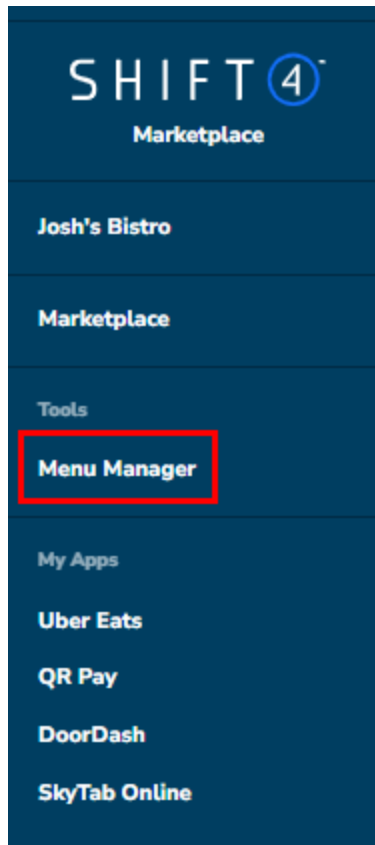 SHIFT4
Marketplace
Josh's Bistro
Marketplace
Tools
Menu Manager
My Apps
Uber Eats
QR Pay
DoorDash
SkyTab Online